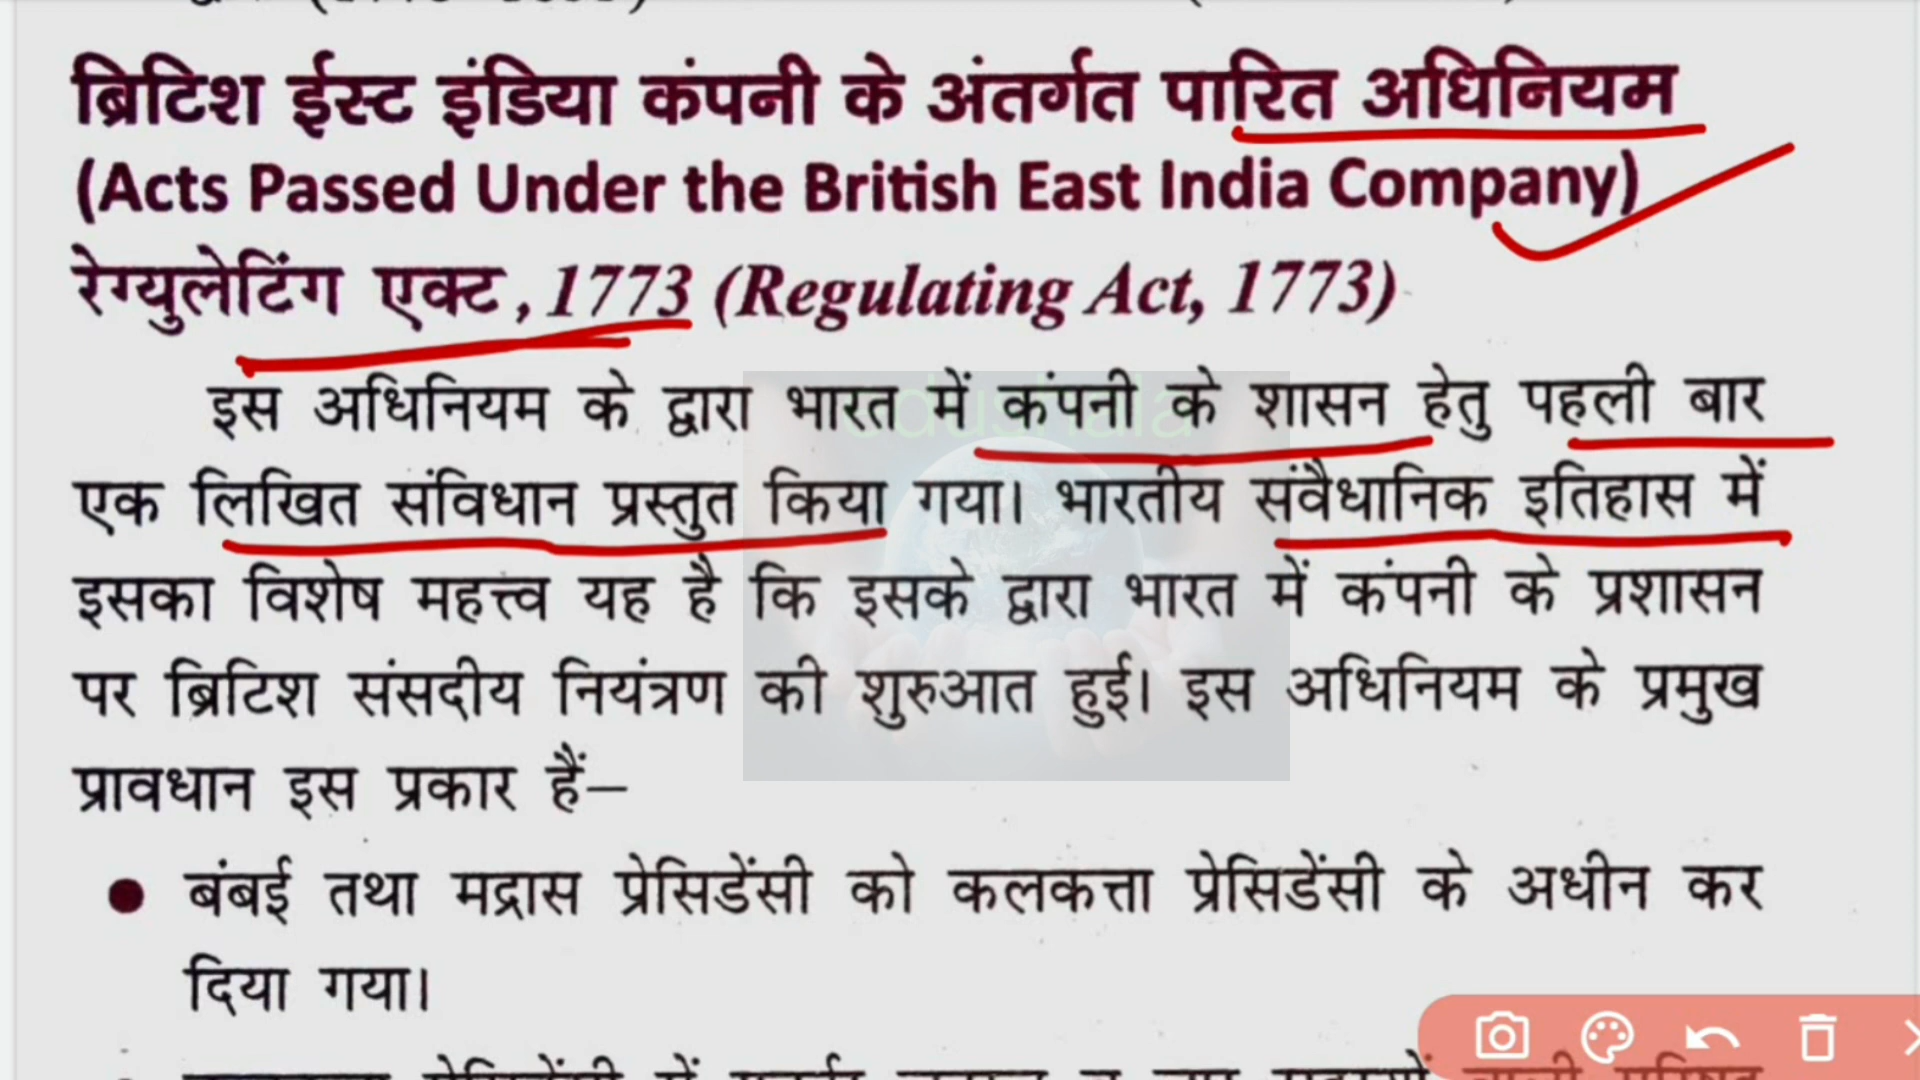 ब्रिटिश ईस्ट इंडिया कंपनी के अंतर्गत पारित अधिनियम
(Acts Passed Under the British East India Company)
रेग्युलेटिंग एक्ट, 1773 (Regulating Act, 1773)
इस अधिनियम के द्वारा भारत में कंपनी के शासन हेतु पहली बार
एक लिखित संविधान प्रस्तुत किया गया। भारतीय संवैधानिक इतिहास में
इसका विशेष महत्त्व यह है कि इसके द्वारा भारत में कंपनी के प्रशासन
पर ब्रिटिश संसदीय नियंत्रण की शुरुआत हुई। इस अधिनियम के प्रमुख
प्रावधान इस प्रकार हैं–
● बंबई तथा मद्रास प्रेसिडेंसी को कलकत्ता प्रेसिडेंसी के अधीन कर
दिया गया।